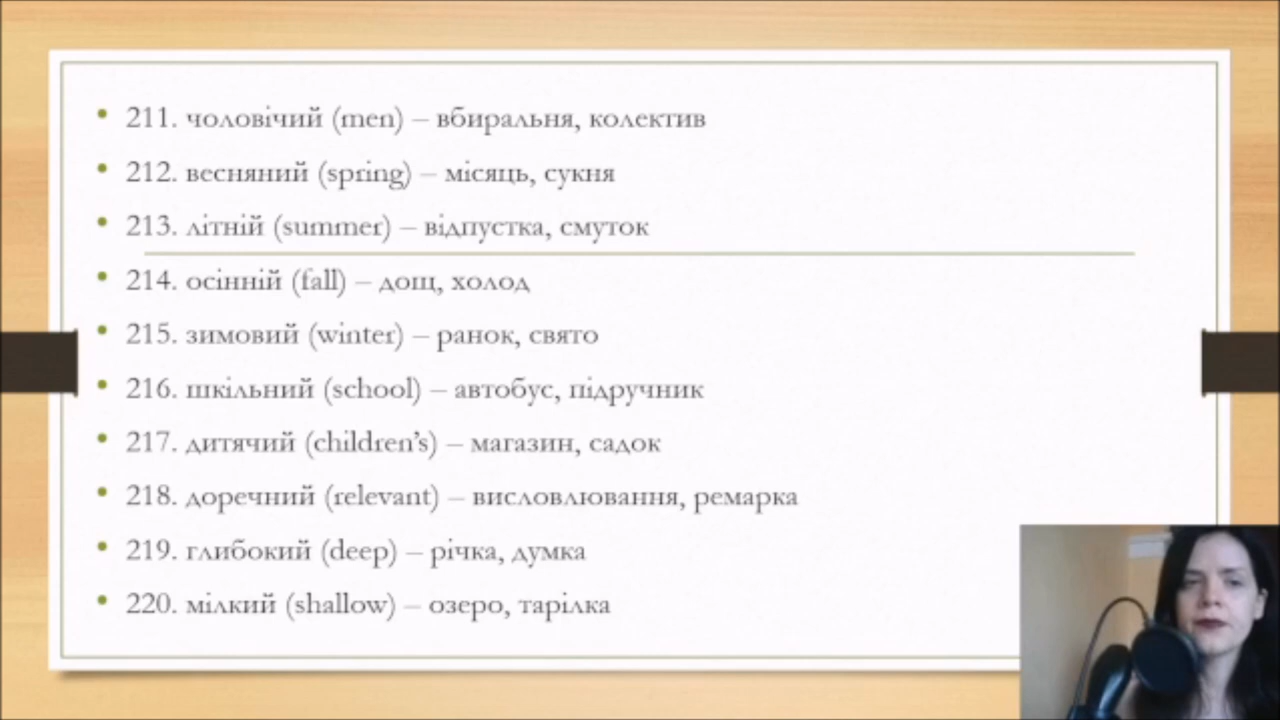 • 211. чоловічий (men) – вбиральня, колектив
• 212. весняний (spring) – місяць, сукня
• 213. літній (summer) – відпустка, смуток
• 214. осінній (fall) – дощ, холод
• 215. зимовий (winter) – ранок, свято
• 216. шкільний (school) – автобус, підручник
• 217. дитячий (children’s) – магазин, садок
• 218. доречний (relevant) – висловлювання, ремарка
• 219. глибокий (deep) – річка, думка
• 220. мілкий (shallow) – озеро, тарілка